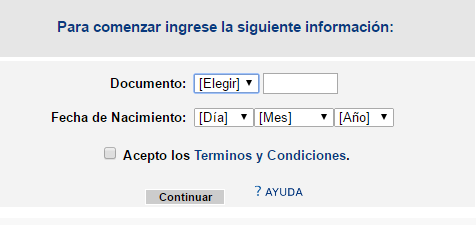 Para comenzar ingrese la siguiente información:
Documento: [Elegir]
Fecha de Nacimiento: [Día] [Mes] [Año]
Acepto los Terminos y Condiciones.
Continuar ? AYUDA